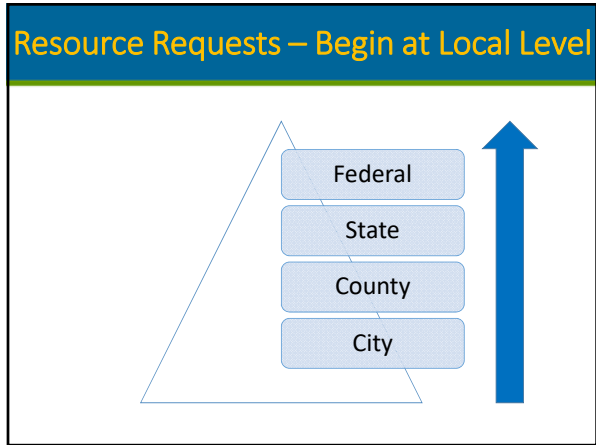 Resource Requests – Begin at Local Level
Federal
State
County
City